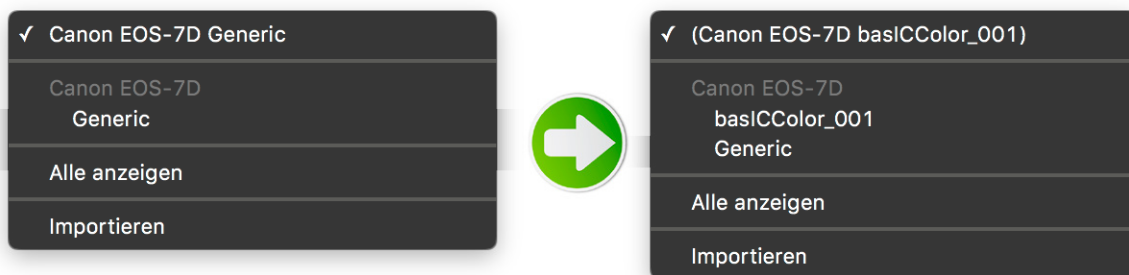 ✓ Canon EOS-7D Generic
Canon EOS-7D
Generic
Alle anzeigen
Importieren
✓ (Canon EOS-7D basICColor_001)
Canon EOS-7D
basICColor_001
Generic
Alle anzeigen
Importieren